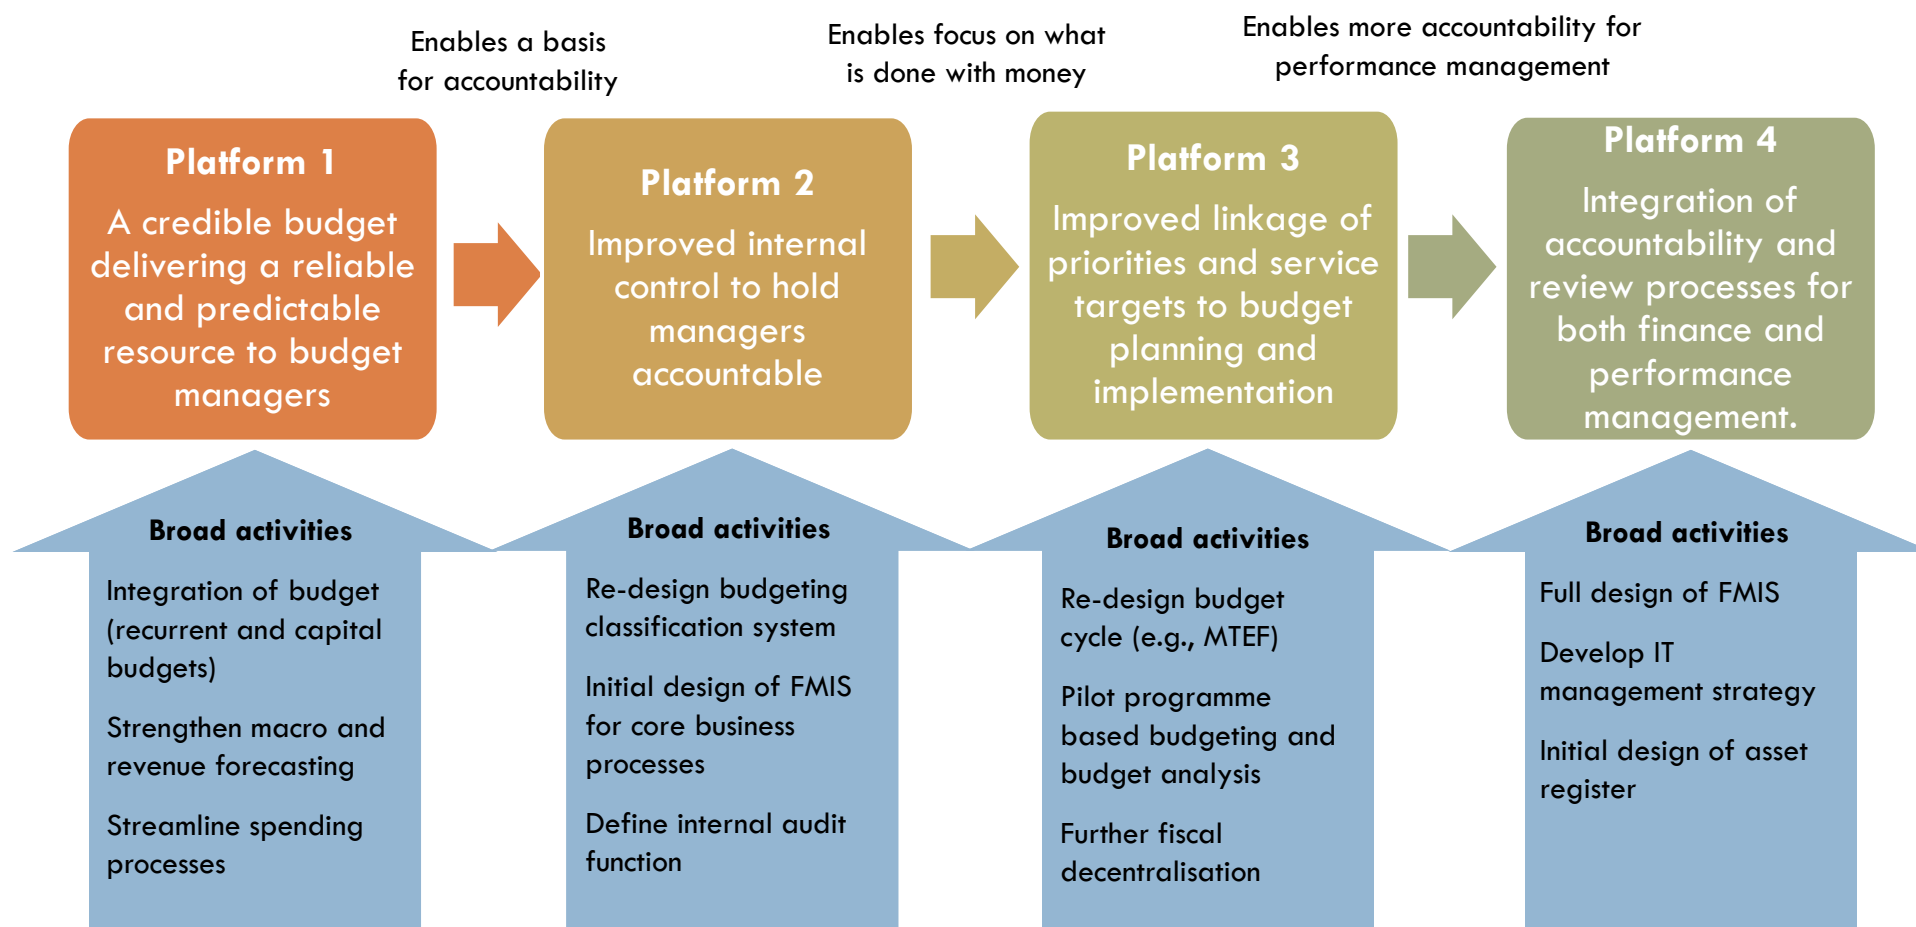 Enables a basis
for accountability
Enables focus on what
is done with money
Enables more accountability for
performance management
Platform 1
A credible budget
delivering a reliable
and predictable
resource to budget
managers
Platform 2
Improved internal
control to hold
managers
accountable
Platform 3
Improved linkage of
priorities and service
targets to budget
planning and
implementation
Platform 4
Integration of
accountability and
review processes for
both finance and
performance
management.
Broad activities
Integration of budget
(recurrent and capital
budgets)
Strengthen macro and
revenue forecasting
Streamline spending
processes
Broad activities
Re-design budgeting
classification system
Initial design of FMIS
for core business
processes
Define internal audit
function
Broad activities
Re-design budget
cycle (e.g., MTEF)
Pilot programme
based budgeting and
budget analysis
Further fiscal
decentralisation
Broad activities
Full design of FMIS
Develop IT
management strategy
Initial design of asset
register